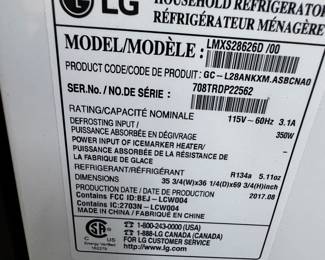 LG HOUSEHOLD REFRIGERATOR
RÉFRIGÉRATEUR MÉNAGER
MODEL/MODÈLE: LMXS28626D /00
PRODUCT CODE/CODE DE PRODUIT: GC-L28ANKXM.ASBCNA0
SER.No./ No.DE SÉRIE: 708TRDP22562
RATING/CAPACITÉ NOMINALE 115V~60Hz 3.1A
DEFROSTING INPUT/ 350W
PUISSANCE ABSORBÉE EN DÉGIVRAGE
POWER INPUT OF ICEMARKER HEATER/
PUISSANCE ABSORBÉE DE LA RÉSISTANCE DE
LA FABRIQUE DE GLACE
REFRIGERANT/RÉFRIGÉRANT R134a 5.11oz
DIMENSIONS 35 3/4(W)x36 1/4(D)x69 3/4(H)inch
PRODUCTION DATE / PRODUCTION DATE 2017.08
MADE IN CHINA / FABRIQUÉ EN CHINE
CONTAINS FCC ID:BEJ-LCW004
CONTAINS IC:2703N-LCW004
SA
Energy Verified
1-800-243-0000 (USA)
1-888-LG CANADA (CANADA)
FOR LG CUSTOMER SERVICE
http://www.lg.com